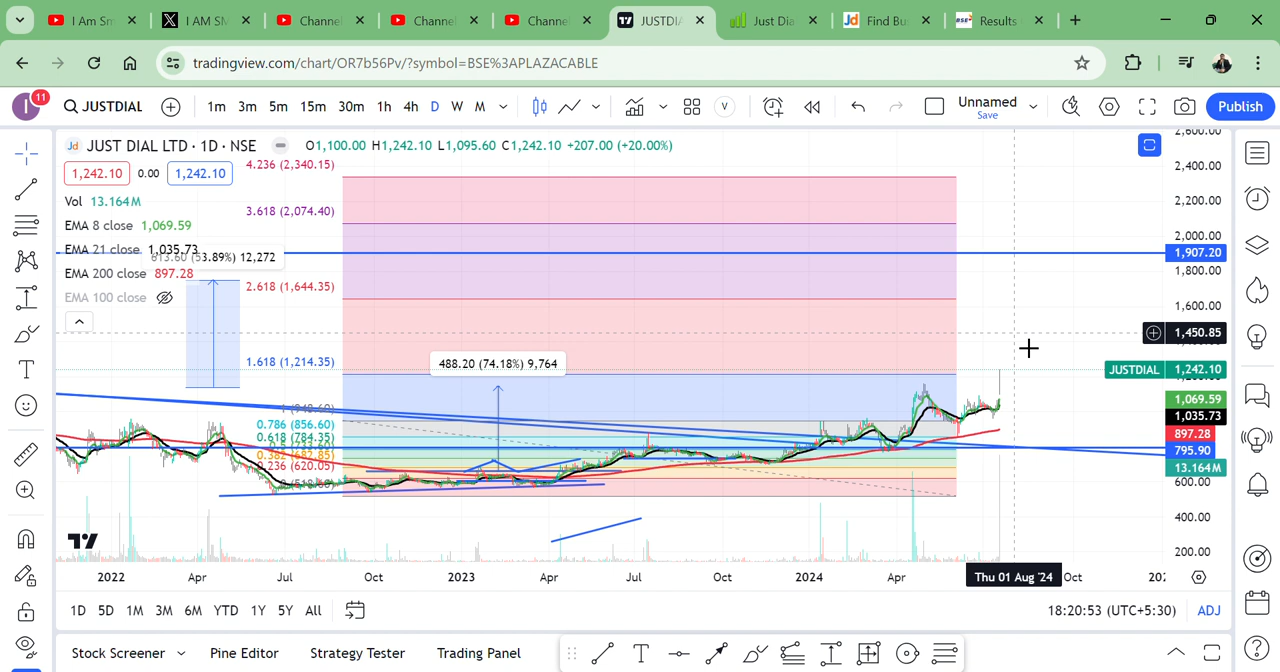 I Am Sm
I AM SM
Channel
Channel
Channel
JUSTDIA
Just Dia
Find Bu
Results
tradingview.com/chart/OR7b56Pv/?symbol=BSE%3APLAZACABLE
I 11 JUSTDIAL 1m 3m 5m 15m 30m 1h 4h D W M Unnamed Save Publish
JUST DIAL LTD · 1D · NSE O1,100.00 H1,242.10 L1,095.60 C1,242.10 +207.00 (+20.00%)
1,242.10 0.00 1,242.10
4.236 (2,340.15)
Vol 13.164M
3.618 (2,074.40)
EMA 8 close 1,069.59
EMA 21 close 1,035.73
(53.89%) 12,272
EMA 200 close 897.28
2.618 (1,644.35)
EMA 100 close
1.618 (1,214.35)
488.20 (74.18%) 9,764
0.786 (856.60)
0.618 (784.35)
0.236 (620.05)
2,600.00
2,400.00
2,200.00
2,000.00
1,907.20
1,800.00
1,600.00
1,450.85
JUSTDIAL 1,242.10
1,069.59
1,035.73
897.28
795.90
13.164M
600.00
400.00
200.00
2022 Apr Jul Oct 2023 Apr Jul Oct 2024 Apr Thu 01 Aug '24 Oct
1D 5D 1M 3M 6M YTD 1Y 5Y All 18:20:53 (UTC+5:30) ADJ
Stock Screener Pine Editor Strategy Tester Trading Panel